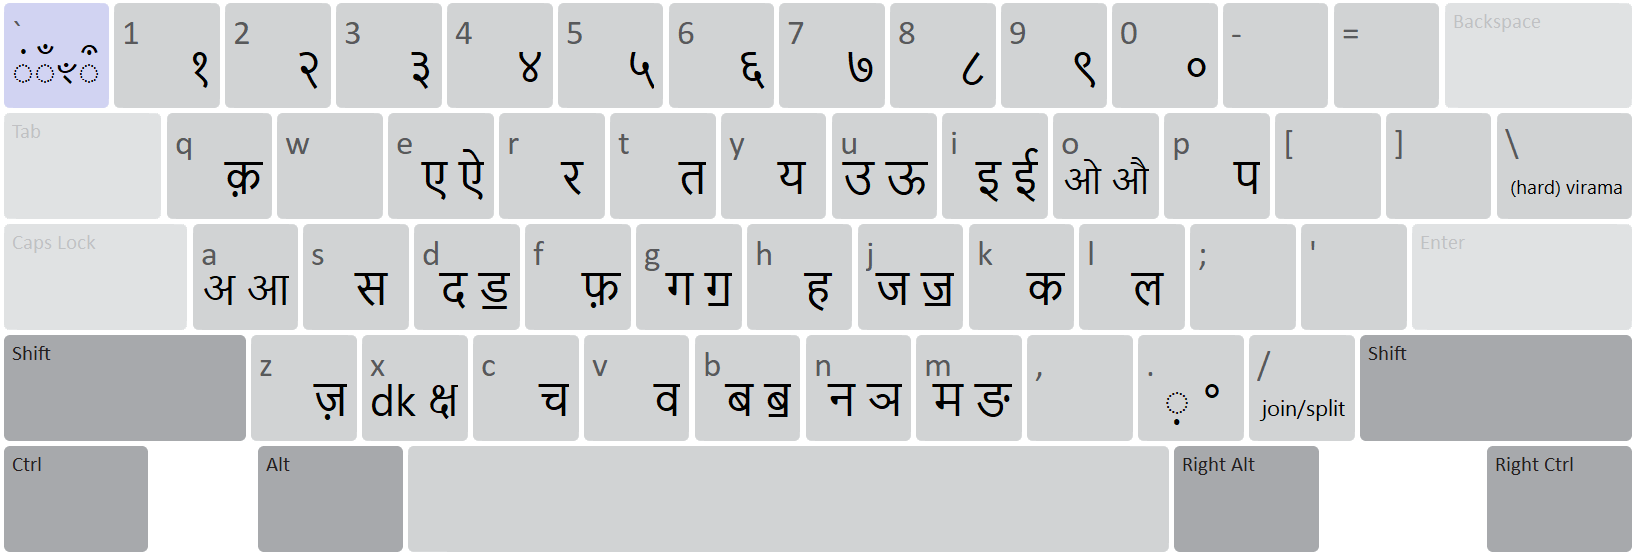 ` 1 2 3 4 5 6 7 8 9 0 - = Backspace
◌ं ◌ँ ◌ॅं १ २ ३ ४ ५ ६ ७ ८ ९ ०
Tab q w e r t y u i o p [ ] \
क़ ए ऐ र त य उ ऊ इ ई ओ औ प (hard) virama
Caps Lock a s d f g h j k l ; ' Enter
अ आ स द ॾ फ़ ग ॻ ह ज ॼ क ल
Shift z x c v b n m , . / Shift
ज़ dk क्ष च व ब ॿ न ञ म ङ ◌़ ॰ join/split
Ctrl Alt Right Alt Right Ctrl